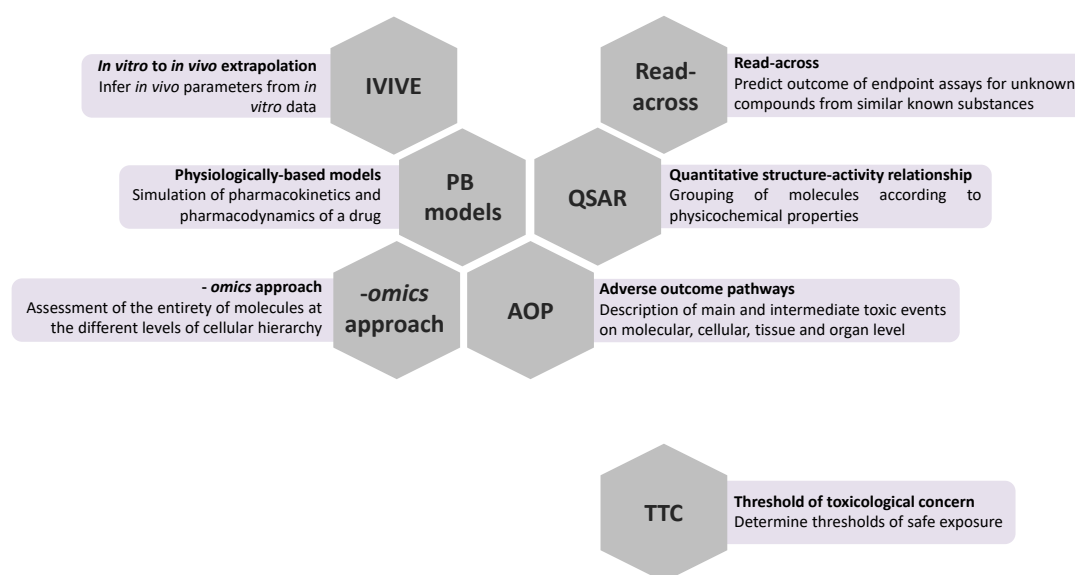 In vitro to in vivo extrapolation
Infer in vivo parameters from in
vitro data
IVIVE
Read-
across
Read-across
Predict outcome of endpoint assays for unknown
compounds from similar known substances
Physiologically-based models
Simulation of pharmacokinetics and
pharmacodynamics of a drug
PB
models
QSAR
Quantitative structure-activity relationship
Grouping of molecules according to
physicochemical properties
- omics approach
Assessment of the entirety of molecules at
the different levels of cellular hierarchy
-omics
approach
AOP
Adverse outcome pathways
Description of main and intermediate toxic events
on molecular, cellular, tissue and organ level
TTC
Threshold of toxicological concern
Determine thresholds of safe exposure